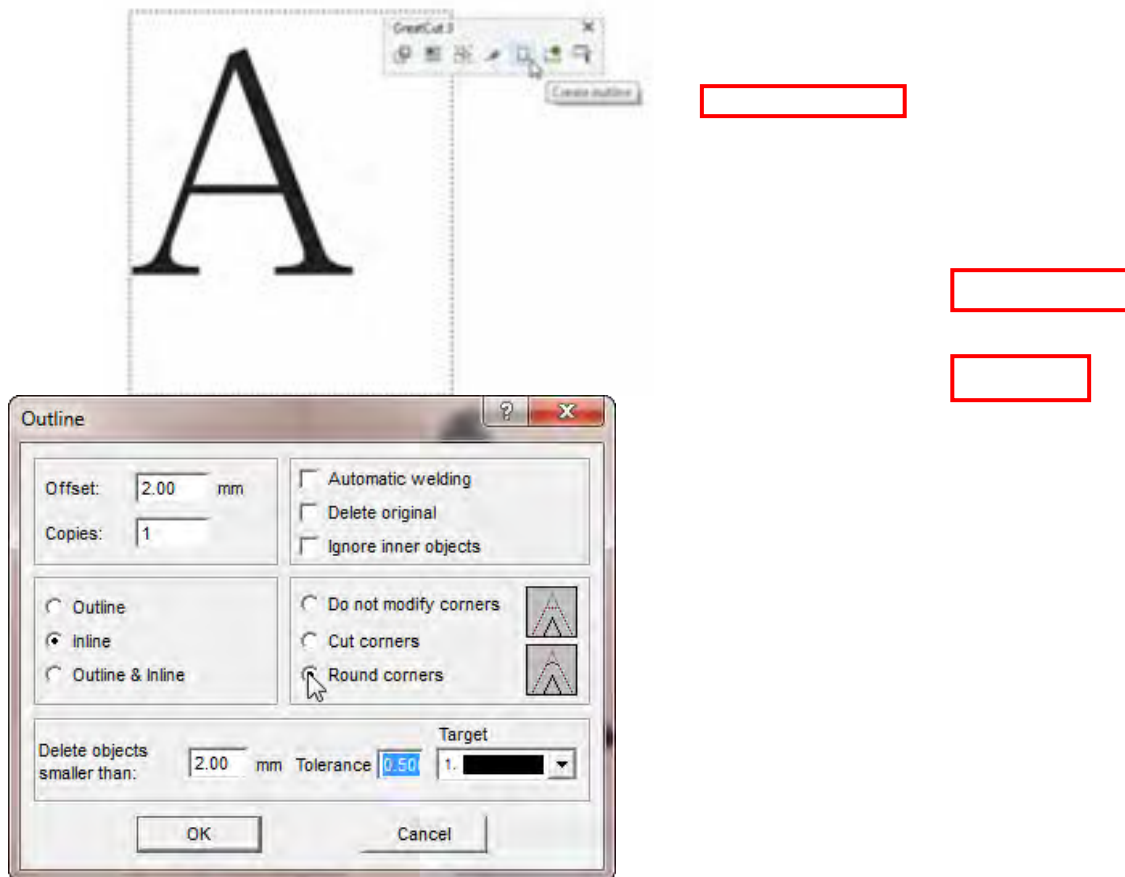 GreatCut 3
A
Create outline
Outline
Offset: 2.00 mm
Copies: 1
Automatic welding
Delete original
Ignore inner objects
Outline
Inline
Outline & Inline
Do not modify corners
Cut corners
Round corners
Delete objects
smaller than: 2.00 mm Tolerance 0.50
Target
1.
OK Cancel